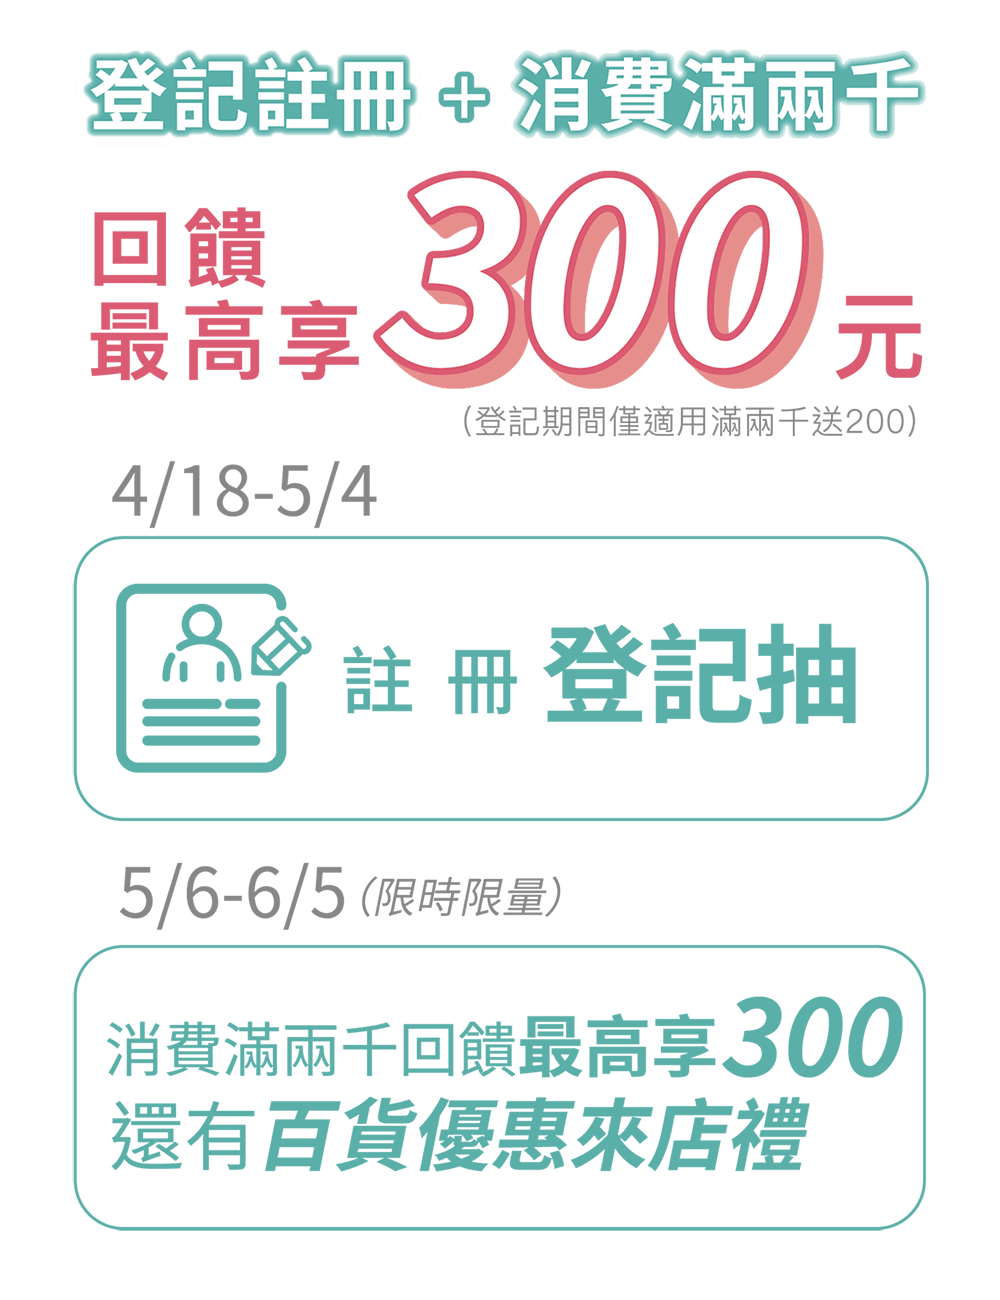 登記註冊 + 消費滿兩千
回饋
最高享300元
(登記期間僅適用滿兩千送200)
4/18-5/4
註冊登記抽
5/6-6/5 (限時限量)
消費滿兩千回饋最高享300
還有百貨優惠來店禮